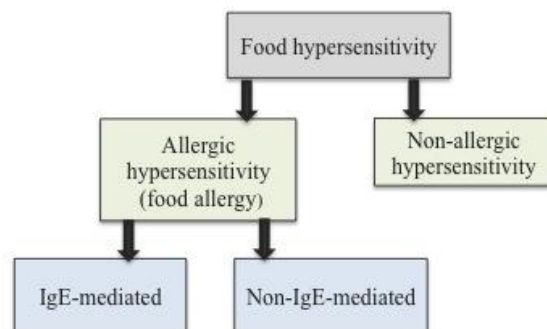 Food hypersensitivity
Allergic
hypersensitivity
(food allergy)
Non-allergic
hypersensitivity
IgE-mediated
Non-IgE-mediated